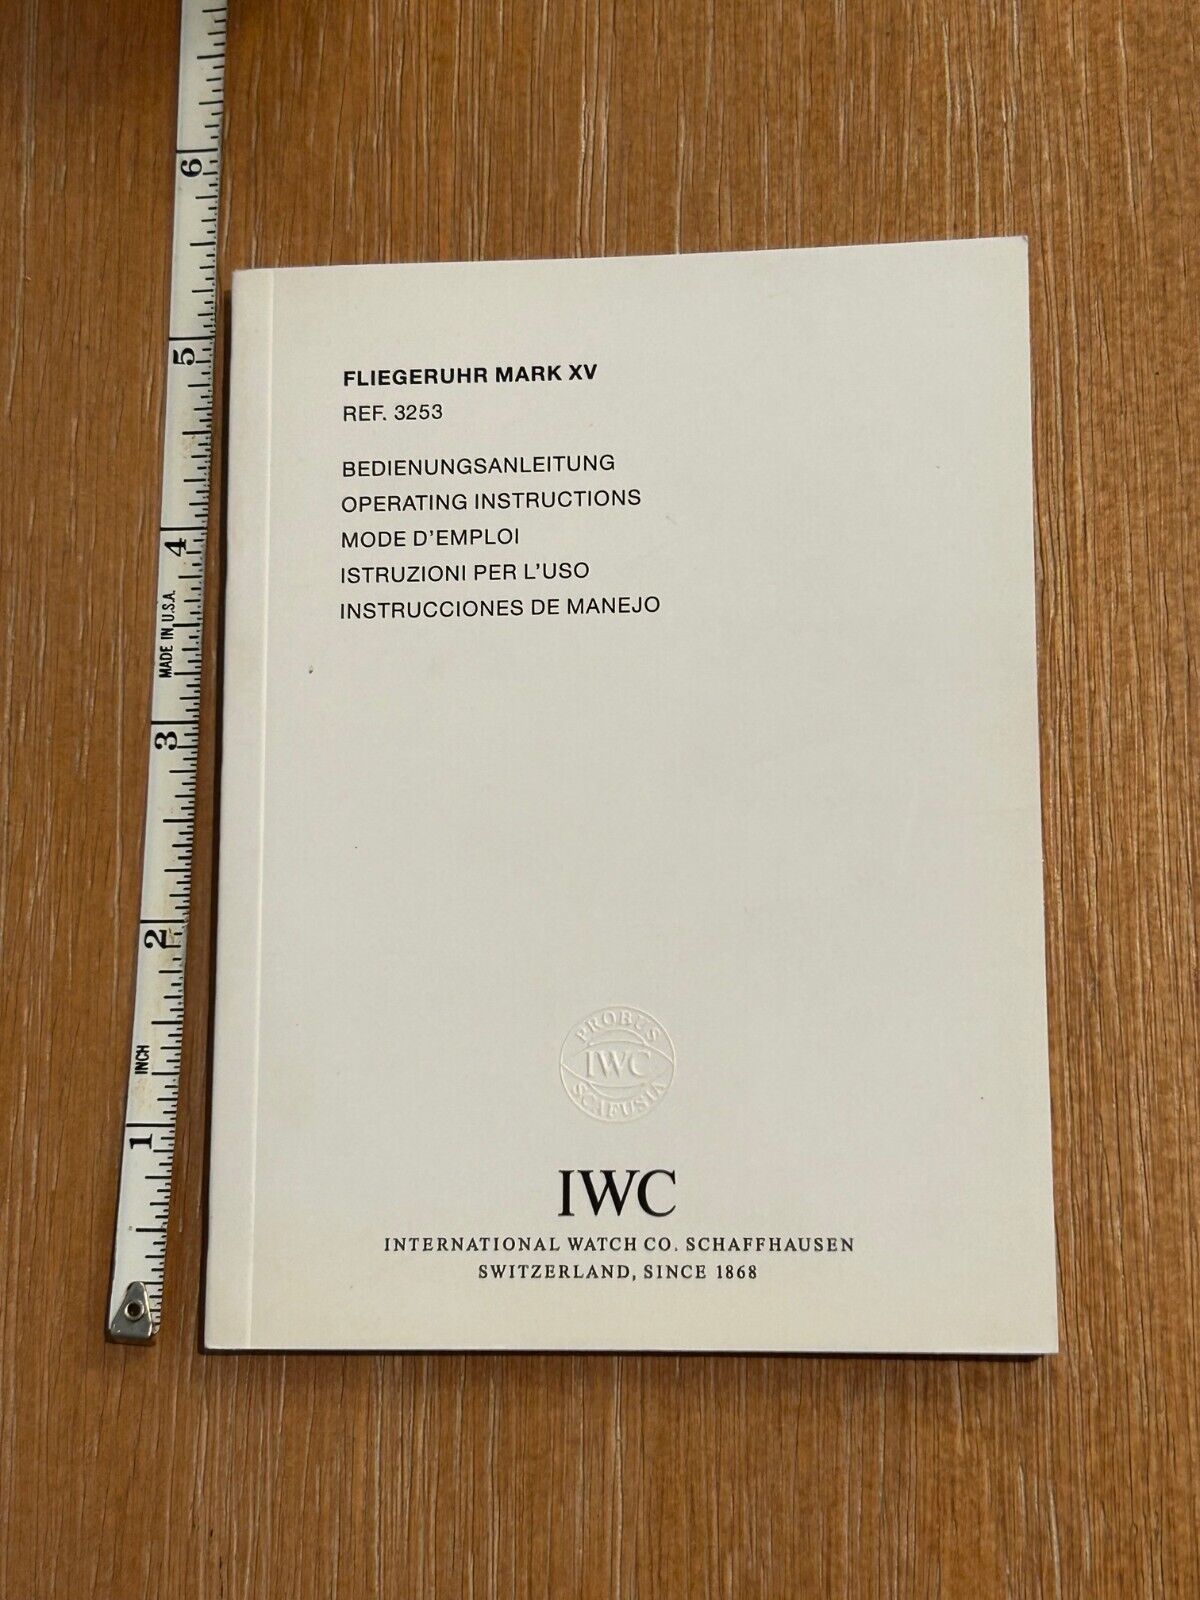 FLIEGERUHR MARK XV
REF. 3253
BEDIENUNGSANLEITUNG
OPERATING INSTRUCTIONS
MODE D'EMPLOI
ISTRUZIONI PER L'USO
INSTRUCCIONES DE MANEJO
PROBUS
IWC
SCAFUSIA
IWC
INTERNATIONAL WATCH CO. SCHAFFHAUSEN
SWITZERLAND, SINCE 1868
6
5
4
MADE IN U.S.A.
3
2
INCH
1